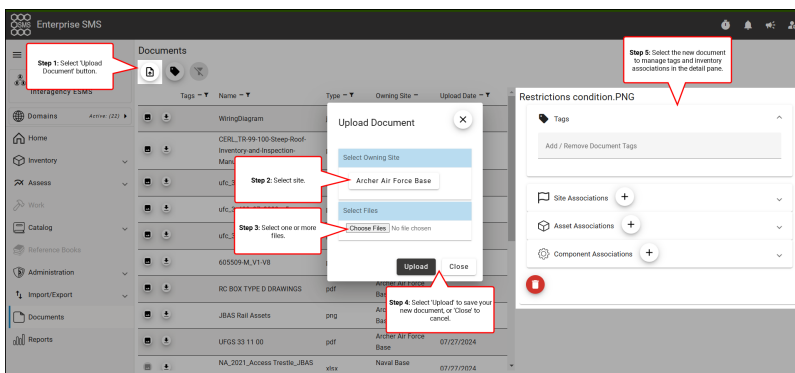 ESMS
Enterprise SMS
Step 1: Select 'Upload
Document' button.
Interagency ESMS
Domains
Active: (22)
Home
Inventory
Assess
Work
Catalog
Reference Books
Administration
Import/Export
Documents
Reports
Documents
Tags
Name
Type
Owning Site
Upload Date
WiringDiagram
CERL_TR-99-100-Steep-Roof-
Inventory-and-Inspection-
605509-M_V1-V8
RC BOX TYPE D DRAWINGS
pdf
Archer Air Force
JBAS Rail Assets
png
UFGS 33 11 00
pdf
Archer Air Force
Base
07/27/2024
NA_2021_Access Trestle_JBAS
xlsx
Naval Base
07/27/2024
Upload Document
Select Owning Site
Step 2: Select site.
Archer Air Force Base
Select Files
Step 3: Select one or more
files.
Choose Files
No file chosen
Upload
Close
Step 4: Select 'Upload' to save your
new document, or 'Close' to
cancel.
Step 5: Select the new document
to manage tags and inventory
associations in the detail pane.
Restrictions condition.PNG
Tags
Add / Remove Document Tags
Site Associations
Asset Associations
Component Associations